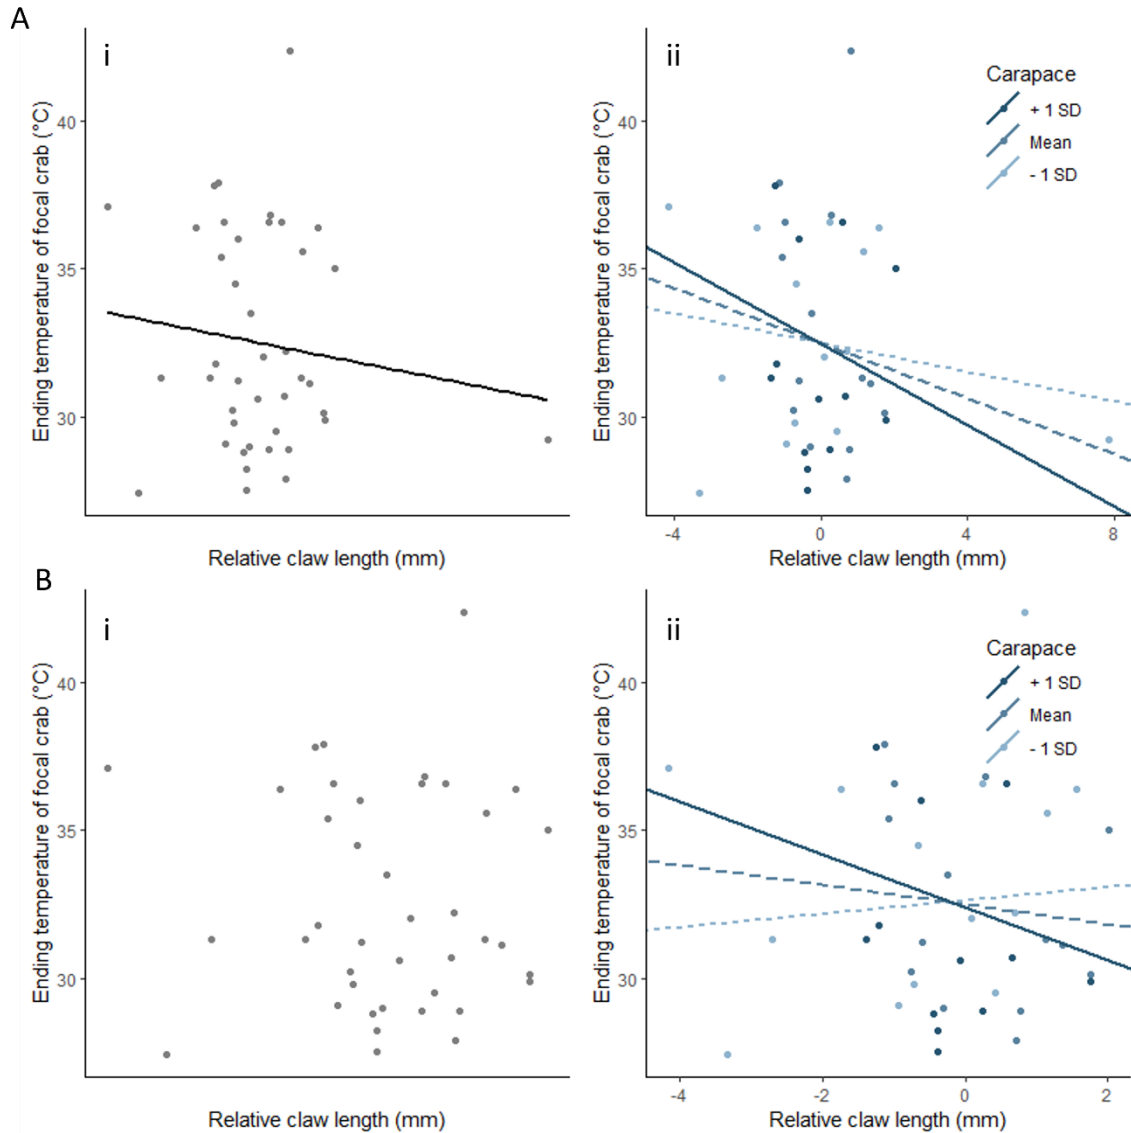 A
i
Ending temperature of focal crab (°C)
40
35
30
Relative claw length (mm)
ii
Ending temperature of focal crab (°C)
40
35
30
Carapace
+ 1 SD
Mean
- 1 SD
-4 0 4 8
Relative claw length (mm)
B
i
Ending temperature of focal crab (°C)
40
35
30
Relative claw length (mm)
ii
Ending temperature of focal crab (°C)
40
35
30
Carapace
+ 1 SD
Mean
- 1 SD
-4 -2 0 2
Relative claw length (mm)